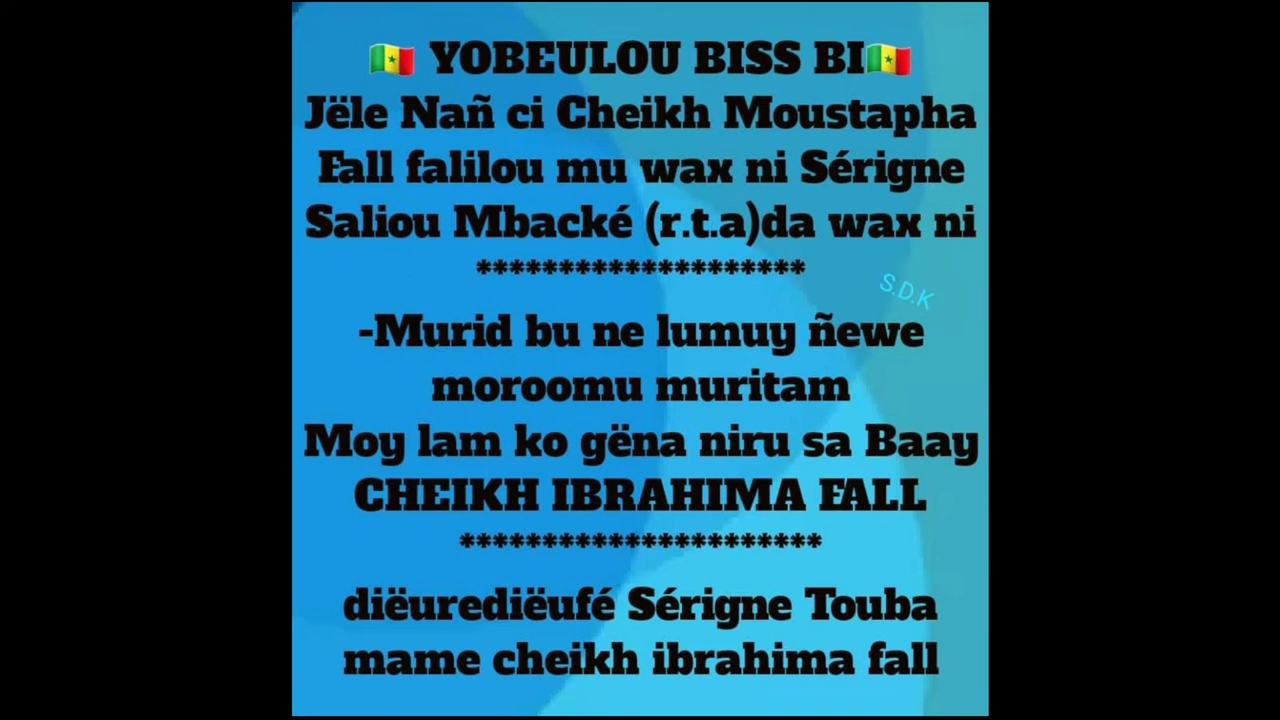 🇸🇳 YOBEULOU BISS BI🇸🇳
Jële Nañ ci Cheikh Moustapha
Fall falilou mu wax ni Sérigne
Saliou Mbacké (r.t.a)da wax ni
********************
S.D.K
-Murid bu ne lumuy ñewe
moroomu muritam
Moy lam ko gëna niru sa Baay
CHEIKH IBRAHIMA FALL
**********************
diëurediëufé Sérigne Touba
mame cheikh ibrahima fall